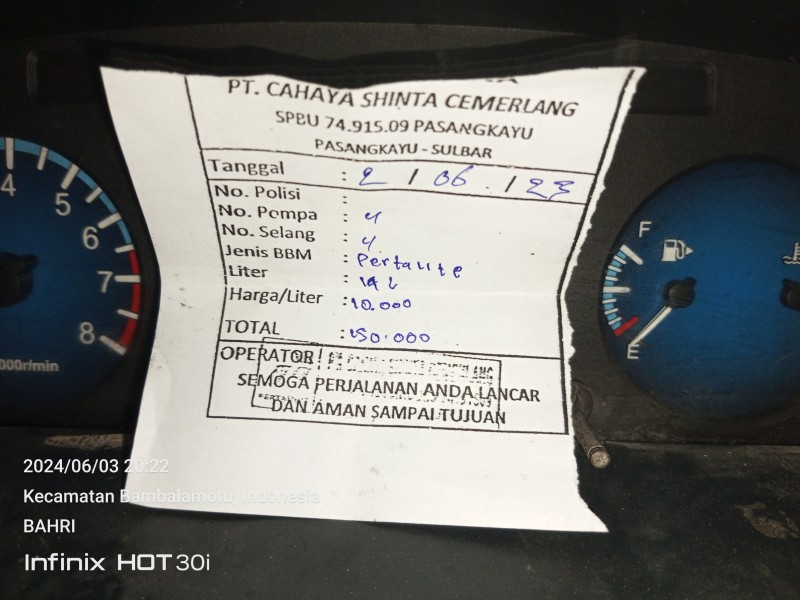 PT. CAHAYA SHINTA CEMERLANG
SPBU 74.915.09 PASANGKAYU
PASANGKAYU - SULBAR
Tanggal : 2 / 06 . / 23
No. Polisi :
No. Pompa : 4
No. Selang : 4
Jenis BBM : Pertalite
Liter : 14 L
Harga/Liter : 10.000
TOTAL : 150.000
OPERATOR
SEMOGA PERJALANAN ANDA LANCAR
DAN AMAN SAMPAI TUJUAN
4
5
6
7
8
000r/min
F
E
2024/06/03 20:22
Kecamatan Bambalamotu, Indonesia
BAHRI
Infinix HOT 30i